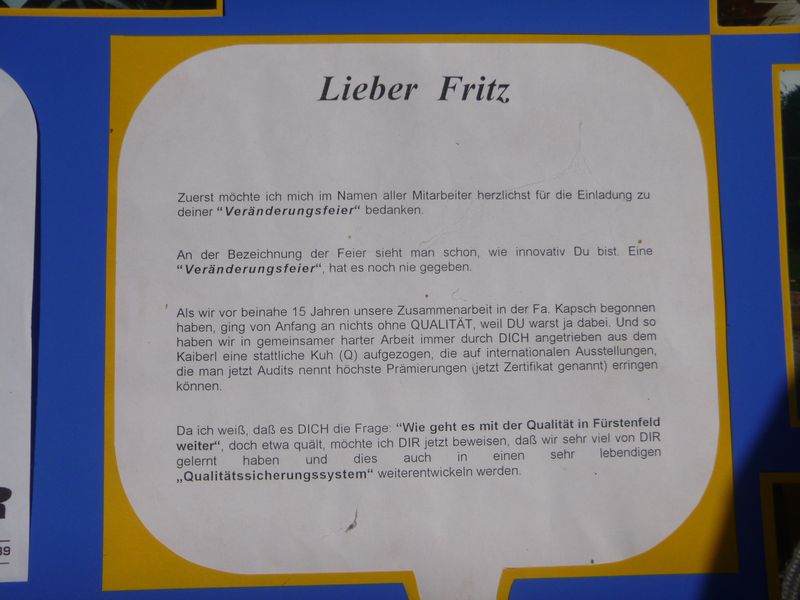 Lieber Fritz
Zuerst möchte ich mich im Namen aller Mitarbeiter herzlichst für die Einladung zu
deiner "Veränderungsfeier" bedanken.
An der Bezeichnung der Feier sieht man schon, wie innovativ Du bist. Eine
"Veränderungsfeier", hat es noch nie gegeben.
Als wir vor beinahe 15 Jahren unsere Zusammenarbeit in der Fa. Kapsch begonnen
haben, ging von Anfang an nichts ohne QUALITÄT, weil DU warst ja dabei. Und so
haben wir in gemeinsamer harter Arbeit immer durch DICH angetrieben aus dem
Kaiberl eine stattliche Kuh (Q) aufgezogen, die auf internationalen Ausstellungen,
die man jetzt Audits nennt höchste Prämierungen (jetzt Zertifikat genannt) erringen
können.
Da ich weiß, daß es DICH die Frage: "Wie geht es mit der Qualität in Fürstenfeld
weiter", doch etwa quält, möchte ich DIR jetzt beweisen, daß wir sehr viel von DIR
gelernt haben und dies auch in einen sehr lebendigen
„Qualitätssicherungssystem" weiterentwickeln werden.